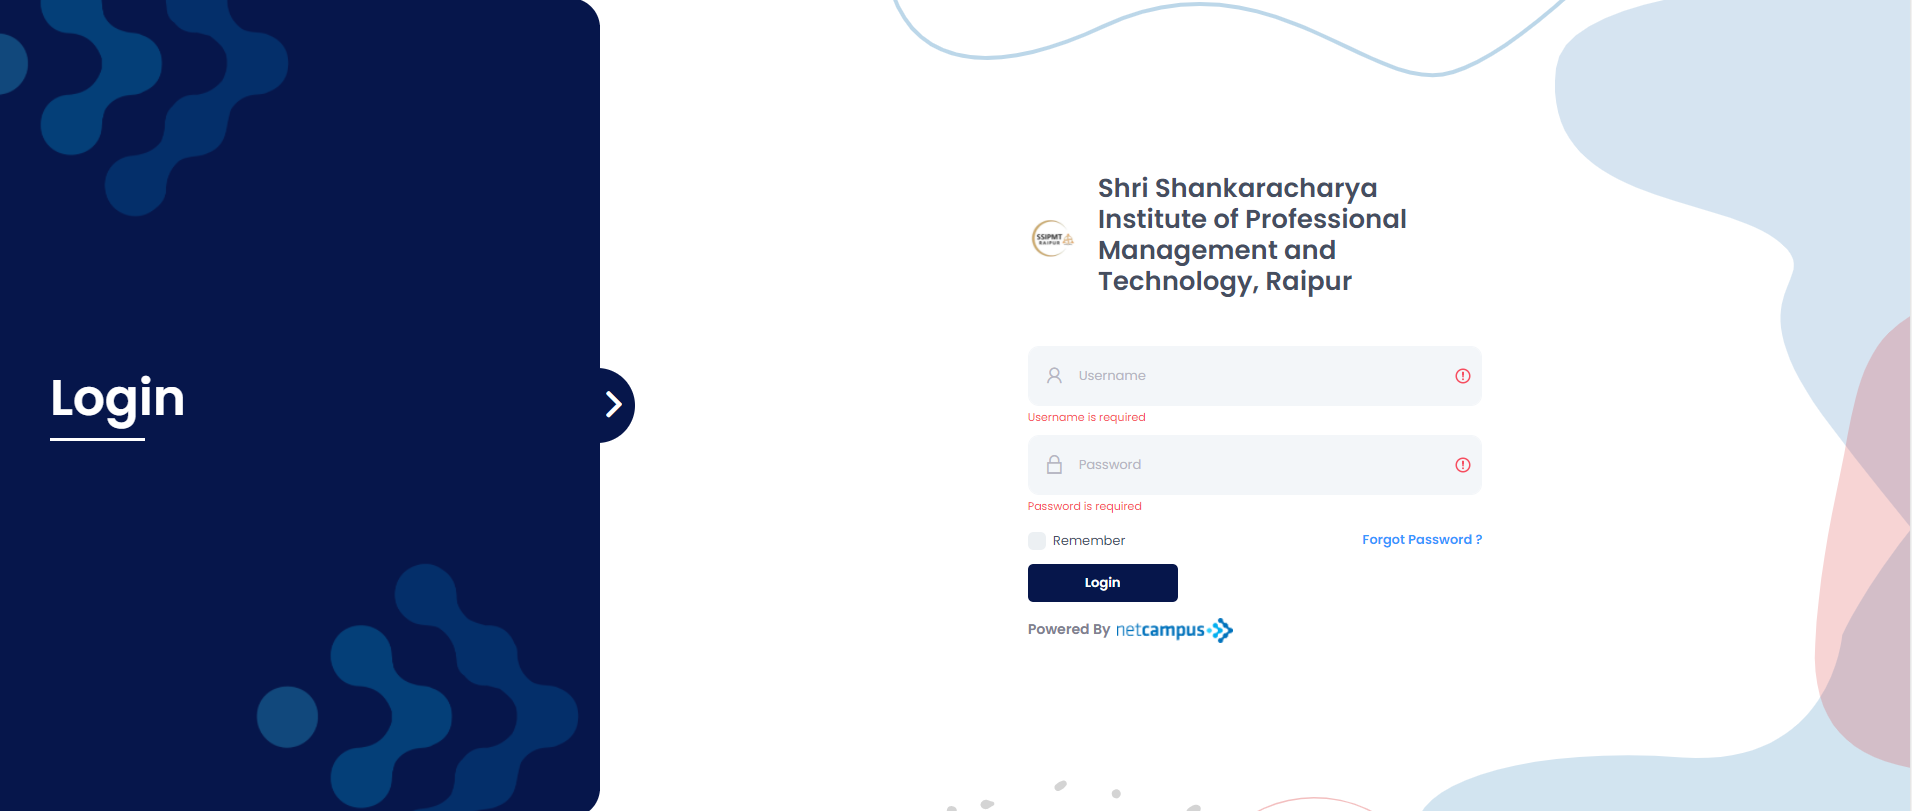 Login
SSIPMT
RAIPUR
Shri Shankaracharya
Institute of Professional
Management and
Technology, Raipur
Username
Username is required
Password
Password is required
Remember
Forgot Password ?
Login
Powered By netcampus